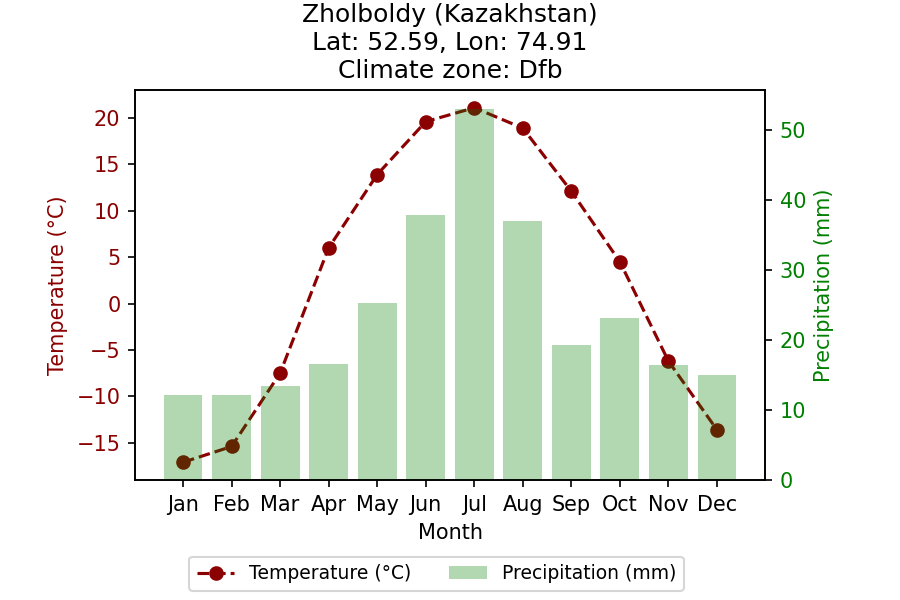 Zholboldy (Kazakhstan)
Lat: 52.59, Lon: 74.91
Climate zone: Dfb
Temperature (°C)
20
15
10
5
0
−5
−10
−15
Precipitation (mm)
50
40
30
20
10
0
Jan Feb Mar Apr May Jun Jul Aug Sep Oct Nov Dec
Month
Temperature (°C) Precipitation (mm)